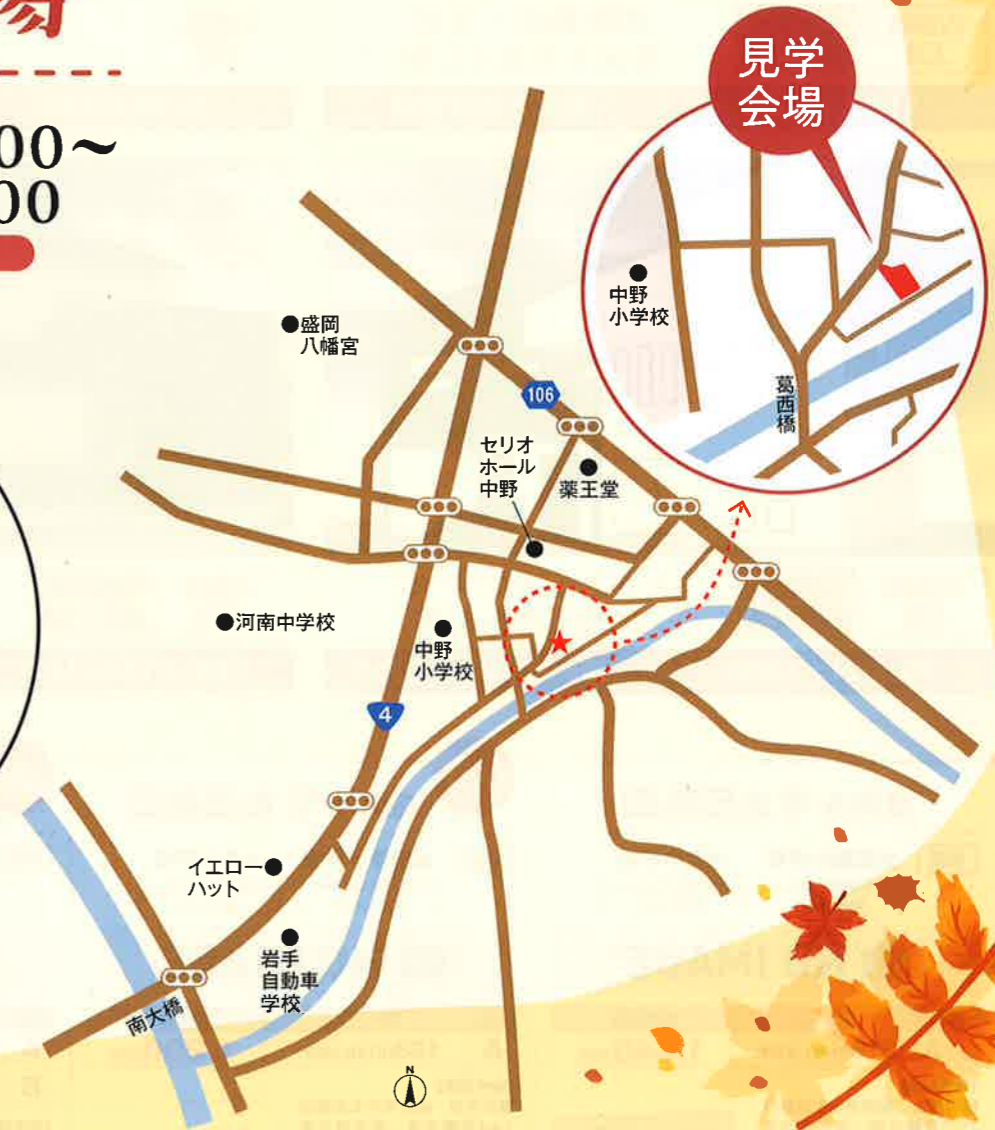 場
00～
00
見学
会場
中野
小学校
葛西橋
盛岡
八幡宮
106
セリオ
ホール
中野
薬王堂
河南中学校
中野
小学校
4
イエロー
ハット
岩手
自動車
学校
南大橋
N